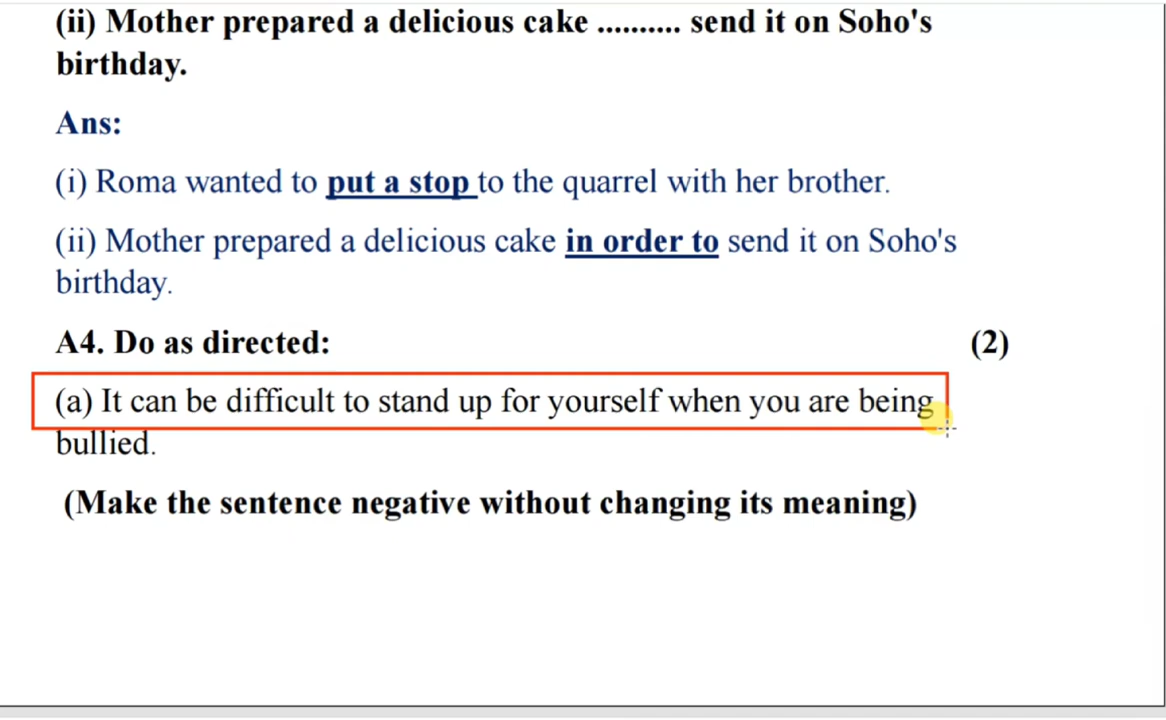 (ii) Mother prepared a delicious cake .......... send it on Soho's
birthday.
Ans:
(i) Roma wanted to put a stop to the quarrel with her brother.
(ii) Mother prepared a delicious cake in order to send it on Soho's
birthday.
A4. Do as directed: (2)
(a) It can be difficult to stand up for yourself when you are being
bullied.
(Make the sentence negative without changing its meaning)